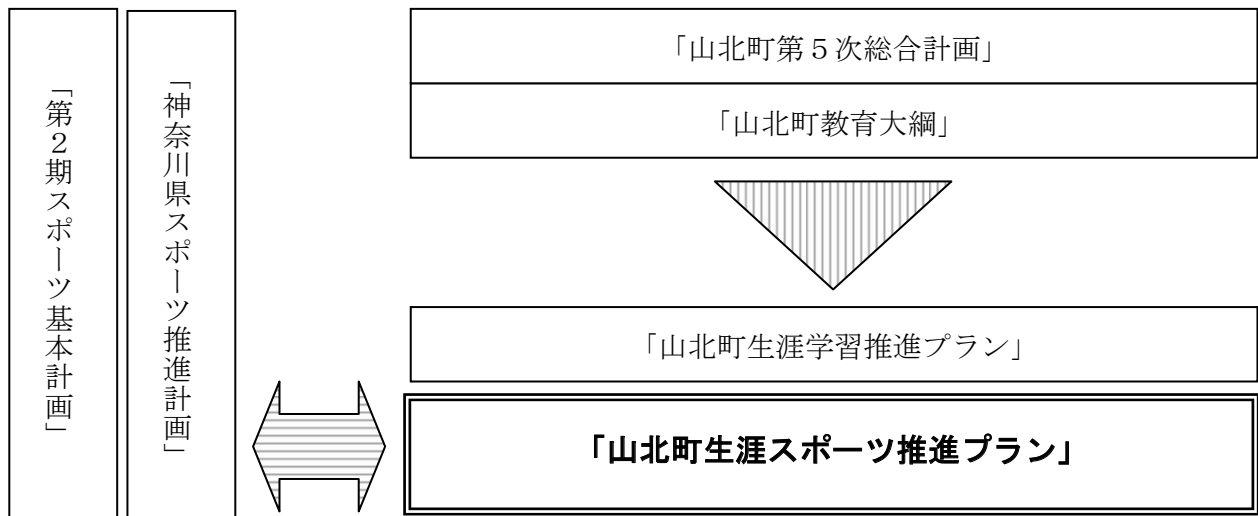 「第２期スポーツ基本計画」
「神奈川県スポーツ推進計画」
「山北町第５次総合計画」
「山北町教育大綱」
「山北町生涯学習推進プラン」
「山北町生涯スポーツ推進プラン」